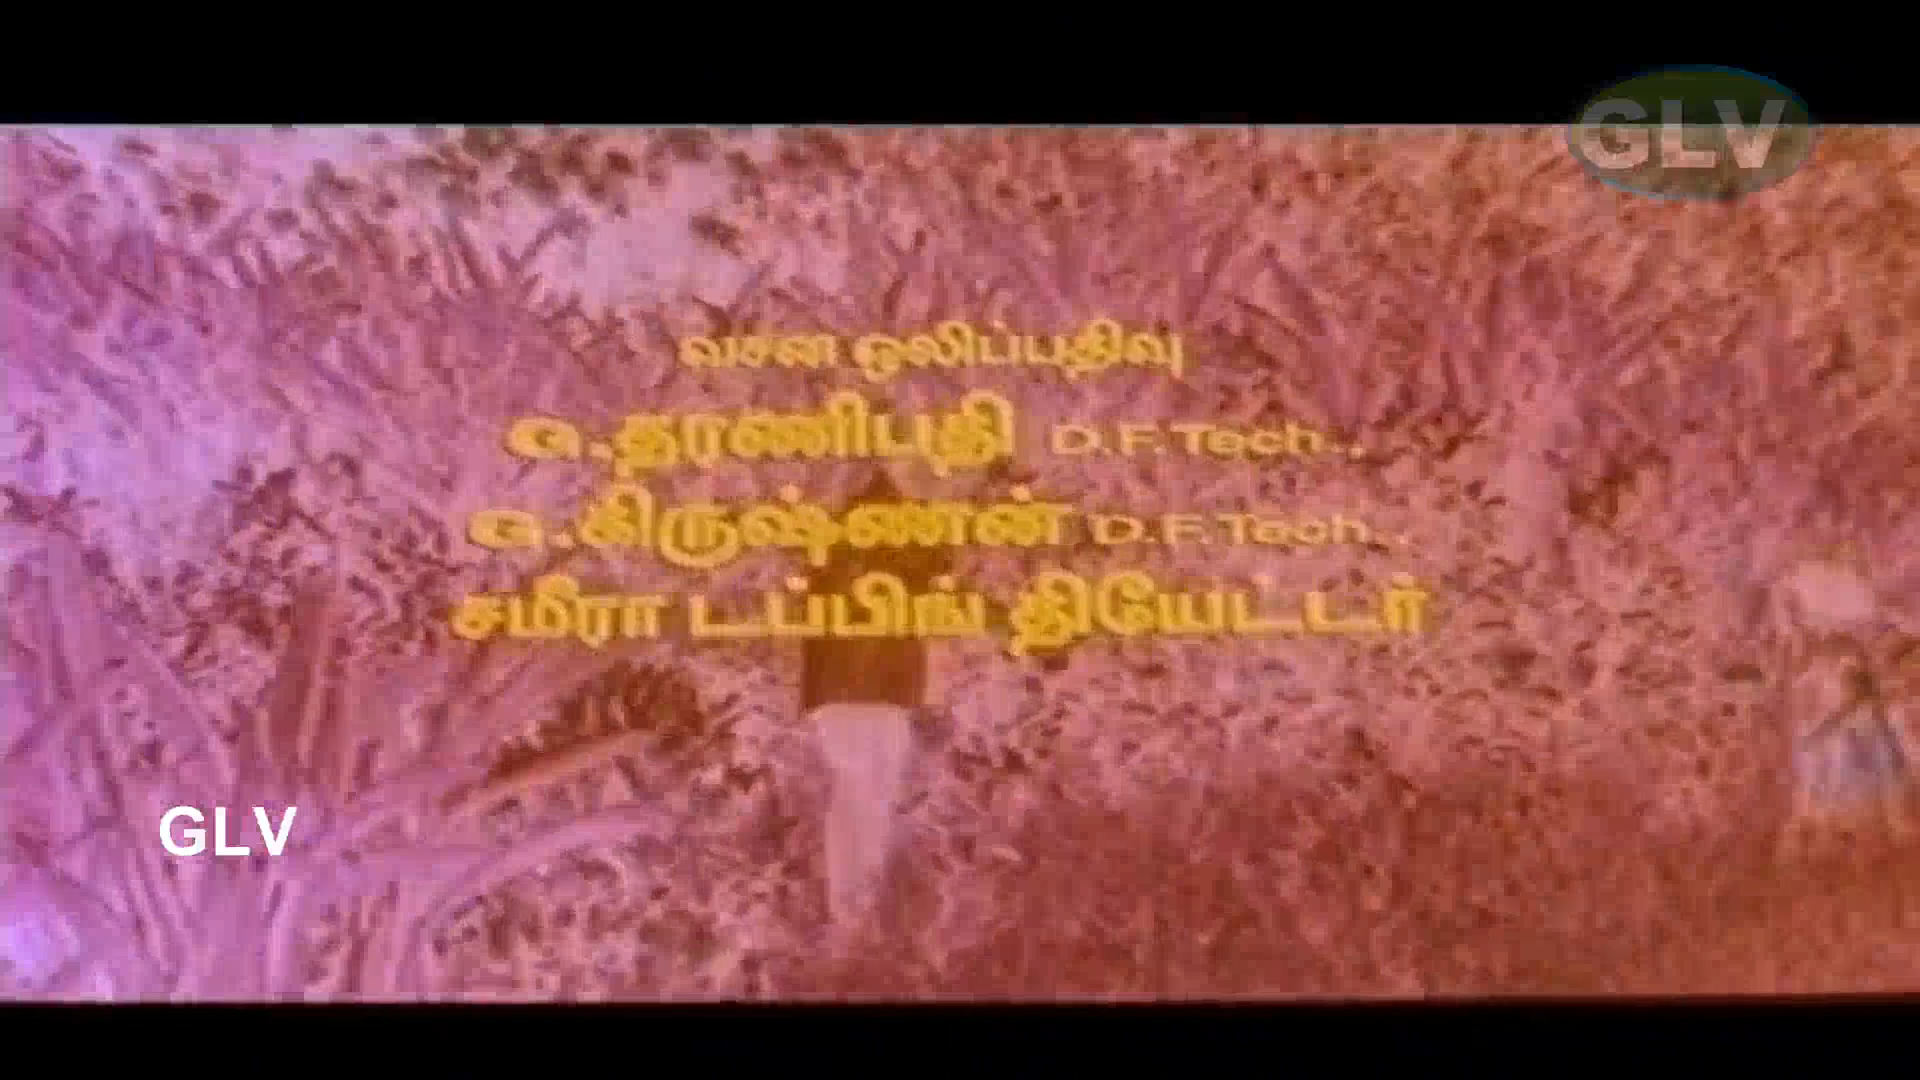 GLV
வசன ஒலிப்பதிவு
G.தரணிபதி D.F.Tech..,
G.கிருஷ்ணன் D.F.Tech..,
சமீரா டப்பிங் தியேட்டர்
GLV